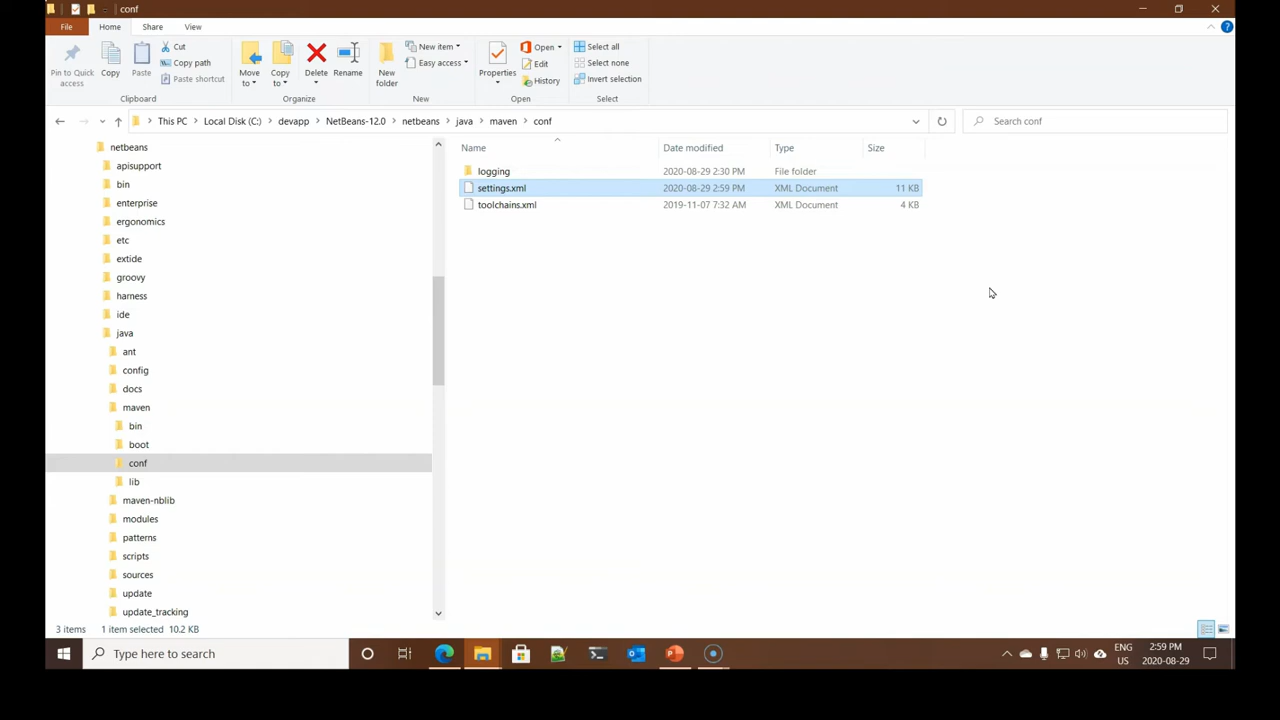 conf
File Home Share View
Pin to Quick access
Copy
Paste
Cut
Copy path
Paste shortcut
Clipboard
Move to
Copy to
Delete
Rename
Organize
New folder
New item
Easy access
New
Properties
Open
Edit
History
Open
Select all
Select none
Invert selection
Select
This PC > Local Disk (C:) > devapp > NetBeans-12.0 > netbeans > java > maven > conf
Search conf
netbeans
apisupport
bin
enterprise
ergonomics
etc
extide
groovy
harness
ide
java
ant
config
docs
maven
bin
boot
conf
lib
maven-nblib
modules
patterns
scripts
sources
update
update_tracking
Name Date modified Type Size
logging 2020-08-29 2:30 PM File folder
settings.xml 2020-08-29 2:59 PM XML Document 11 KB
toolchains.xml 2019-11-07 7:32 AM XML Document 4 KB
3 items 1 item selected 10.2 KB
Type here to search
ENG
US
2:59 PM
2020-08-29